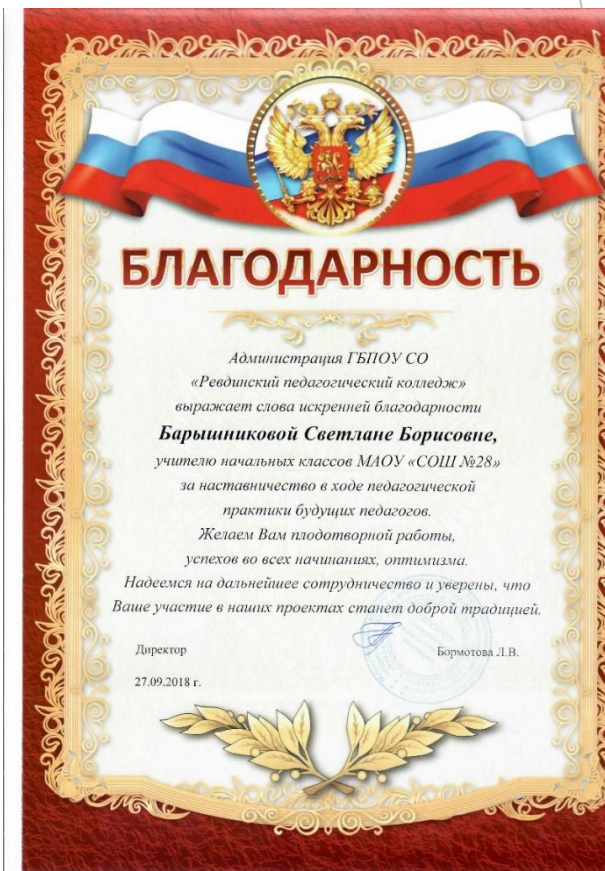 БЛАГОДАРНОСТЬ
Администрация ГБПОУ СО
«Ревдинский педагогический колледж»
выражает слова искренней благодарности
Барышниковой Светлане Борисовне,
учителю начальных классов МАОУ «СОШ №28»
за наставничество в ходе педагогической
практики будущих педагогов.
Желаем Вам плодотворной работы,
успехов во всех начинаниях, оптимизма.
Надеемся на дальнейшее сотрудничество и уверены, что
Ваше участие в наших проектах станет доброй традицией.
Директор Бормотова Л.В.
27.09.2018 г.